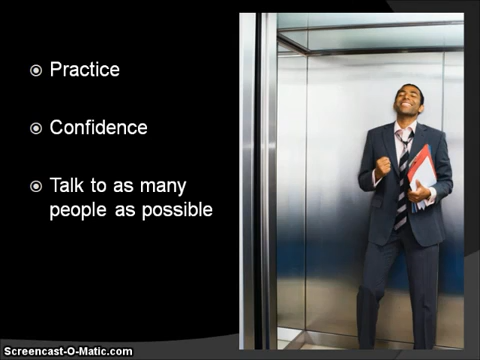 Practice
Confidence
Talk to as many
people as possible
Screencast-O-Matic.com